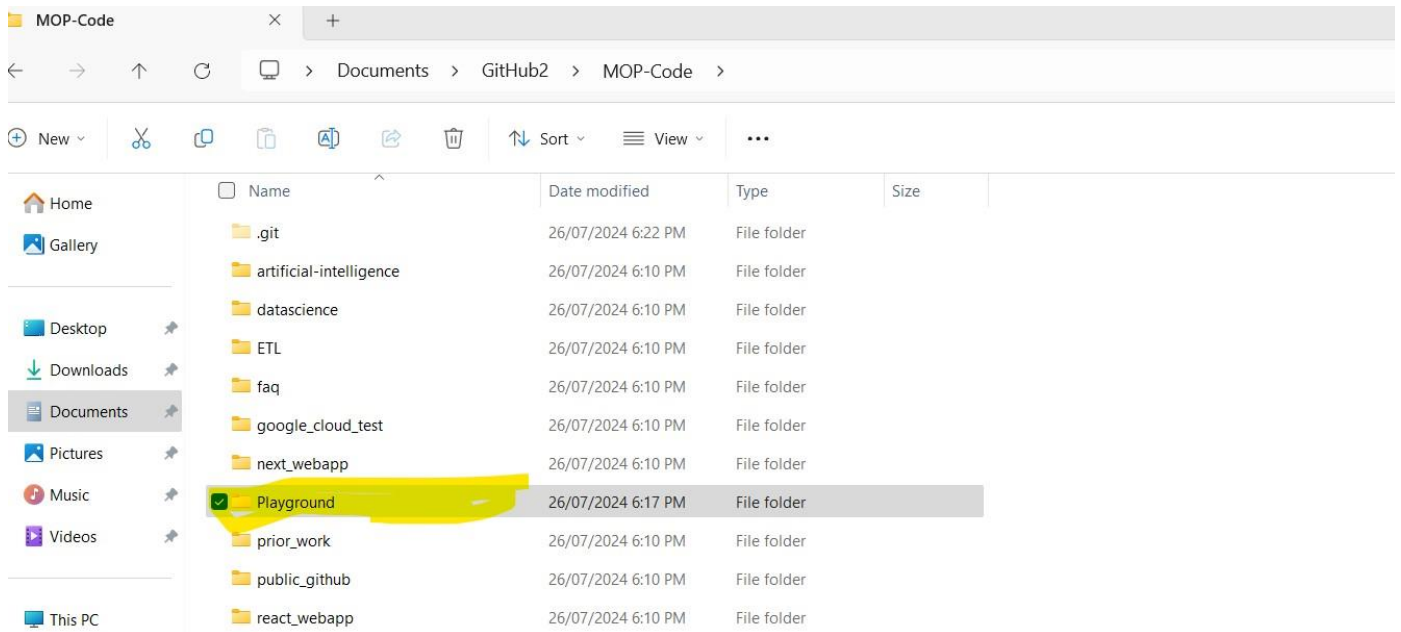 MOP-Code
Documents > GitHub2 > MOP-Code >
New Sort View ...
Name Date modified Type Size
Home
Gallery
Desktop
Downloads
Documents
Pictures
Music
Videos
This PC
.git 26/07/2024 6:22 PM File folder
artificial-intelligence 26/07/2024 6:10 PM File folder
datascience 26/07/2024 6:10 PM File folder
ETL 26/07/2024 6:10 PM File folder
faq 26/07/2024 6:10 PM File folder
google_cloud_test 26/07/2024 6:10 PM File folder
next_webapp 26/07/2024 6:10 PM File folder
Playground 26/07/2024 6:17 PM File folder
prior_work 26/07/2024 6:10 PM File folder
public_github 26/07/2024 6:10 PM File folder
react_webapp 26/07/2024 6:10 PM File folder